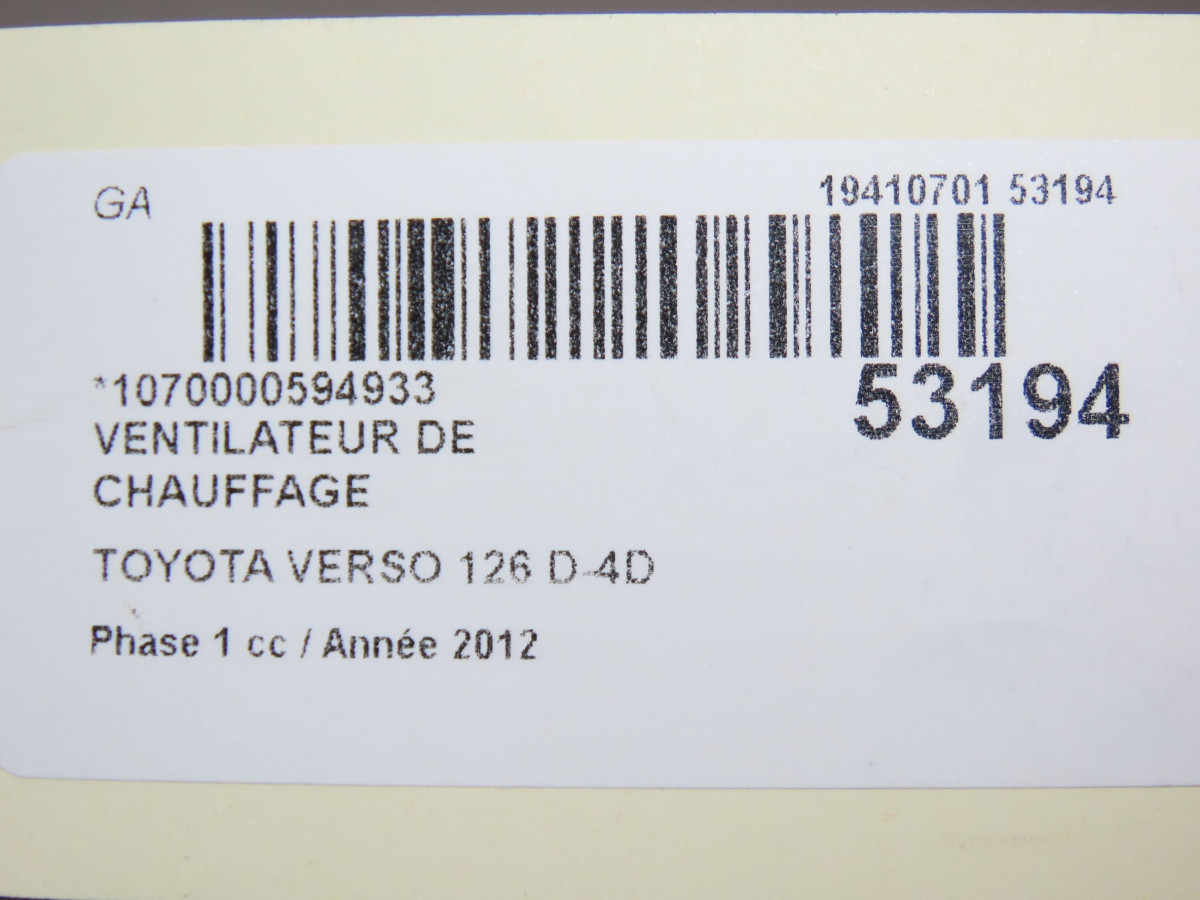 GA
19410701 53194
*1070000594933
53194
VENTILATEUR DE
CHAUFFAGE
TOYOTA VERSO 126 D-4D
Phase 1 cc / Année 2012